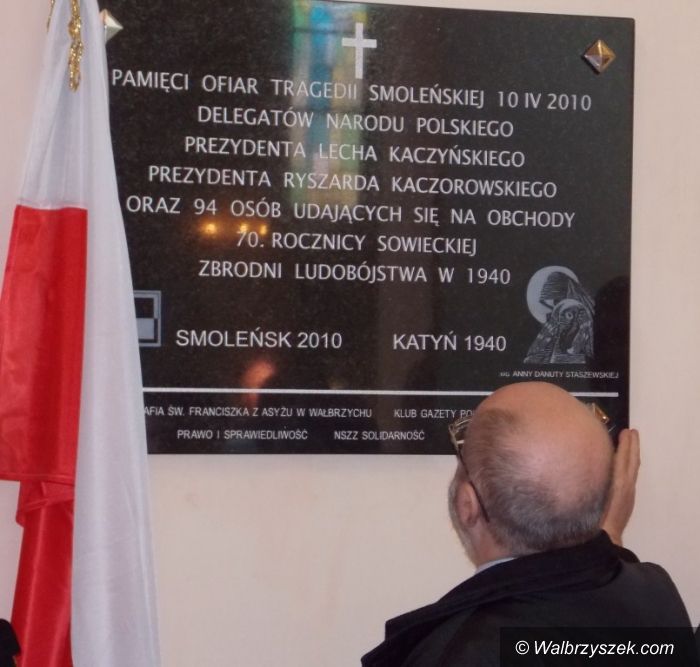 PAMIĘCI OFIAR TRAGEDII SMOLEŃSKIEJ 10 IV 2010
DELEGATÓW NARODU POLSKIEGO
PREZYDENTA LECHA KACZYŃSKIEGO
PREZYDENTA RYSZARDA KACZOROWSKIEGO
ORAZ 94 OSÓB UDAJĄCYCH SIĘ NA OBCHODY
70. ROCZNICY SOWIECKIEJ
ZBRODNI LUDOBÓJSTWA W 1940
SMOLEŃSK 2010 KATYŃ 1940
ANNY DANUTY STASZEWSKIEJ
ŚW. FRANCISZKA Z ASYŻU W WAŁBRZYCHU KLUB GAZETY
PRAWO I SPRAWIEDLIWOŚĆ NSZZ SOLIDARNOŚĆ
© Walbrzyszek.com